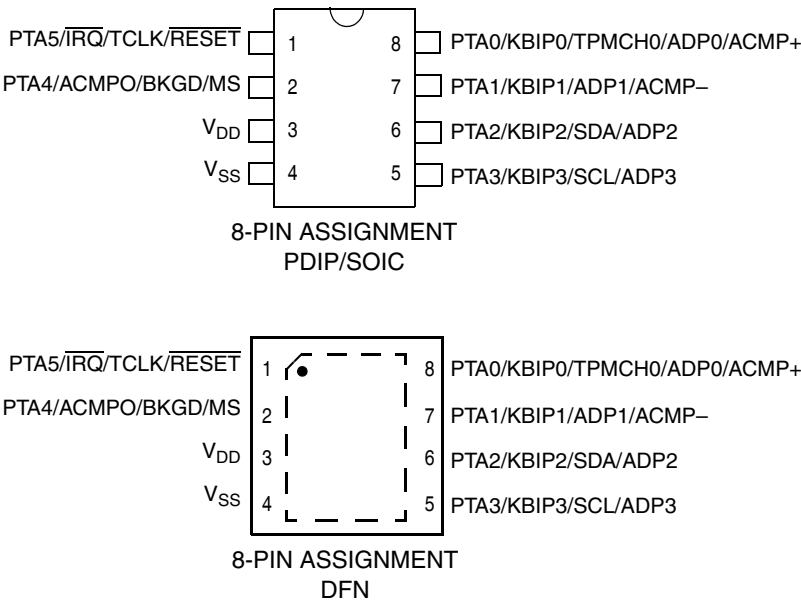 PTA5/IRQ/TCLK/RESET 1 8 PTA0/KBIP0/TPMCH0/ADP0/ACMP+
PTA4/ACMPO/BKGD/MS 2 7 PTA1/KBIP1/ADP1/ACMP–
VDD 3 6 PTA2/KBIP2/SDA/ADP2
VSS 4 5 PTA3/KBIP3/SCL/ADP3
8-PIN ASSIGNMENT
PDIP/SOIC
PTA5/IRQ/TCLK/RESET 1 8 PTA0/KBIP0/TPMCH0/ADP0/ACMP+
PTA4/ACMPO/BKGD/MS 2 7 PTA1/KBIP1/ADP1/ACMP–
VDD 3 6 PTA2/KBIP2/SDA/ADP2
VSS 4 5 PTA3/KBIP3/SCL/ADP3
8-PIN ASSIGNMENT
DFN